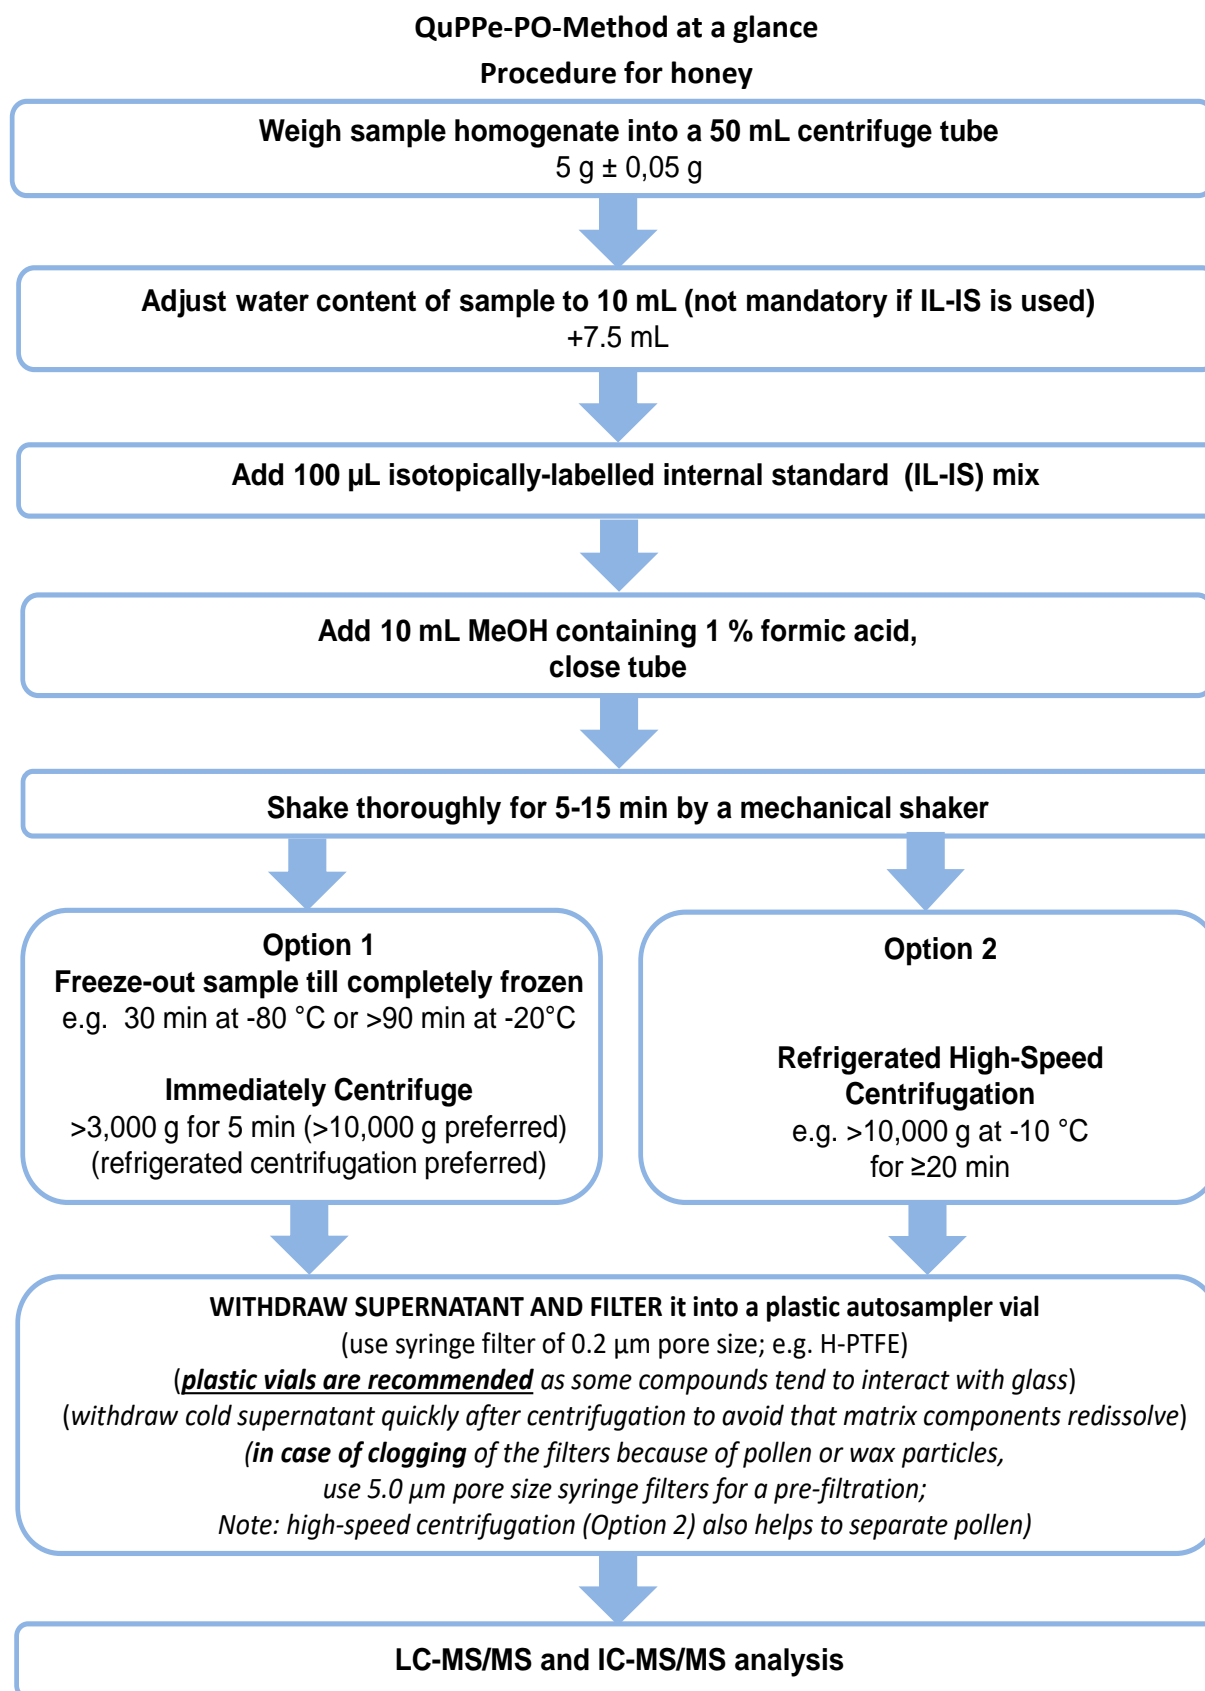 QuPPe-PO-Method at a glance
Procedure for honey
Weigh sample homogenate into a 50 mL centrifuge tube
5 g ± 0,05 g
Adjust water content of sample to 10 mL (not mandatory if IL-IS is used)
+7.5 mL
Add 100 µL isotopically-labelled internal standard (IL-IS) mix
Add 10 mL MeOH containing 1 % formic acid,
close tube
Shake thoroughly for 5-15 min by a mechanical shaker
Option 1
Freeze-out sample till completely frozen
e.g. 30 min at -80 °C or >90 min at -20°C
Immediately Centrifuge
>3,000 g for 5 min (>10,000 g preferred)
(refrigerated centrifugation preferred)
Option 2
Refrigerated High-Speed
Centrifugation
e.g. >10,000 g at -10 °C
for ≥20 min
WITHDRAW SUPERNATANT AND FILTER it into a plastic autosampler vial
(use syringe filter of 0.2 µm pore size; e.g. H-PTFE)
(plastic vials are recommended as some compounds tend to interact with glass)
(withdraw cold supernatant quickly after centrifugation to avoid that matrix components redissolve)
(in case of clogging of the filters because of pollen or wax particles,
use 5.0 µm pore size syringe filters for a pre-filtration;
Note: high-speed centrifugation (Option 2) also helps to separate pollen)
LC-MS/MS and IC-MS/MS analysis